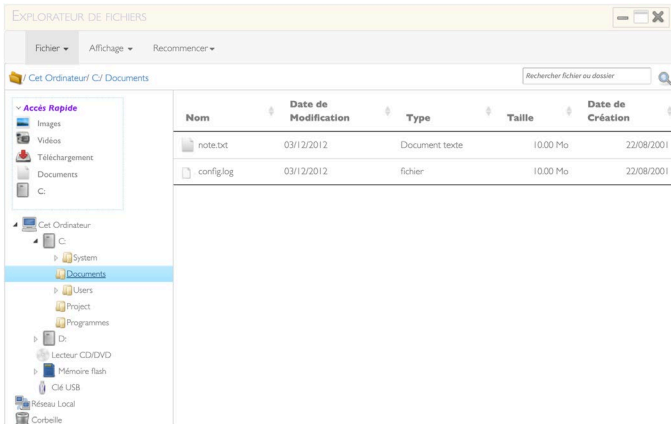 EXPLORATEUR DE FICHIERS
Fichier Affichage Recommencer
/ Cet Ordinateur/ C:/ Documents
Rechercher fichier ou dossier
Accès Rapide
Images
Vidéos
Téléchargement
Documents
C:
Cet Ordinateur
C:
System
Documents
Users
Project
Programmes
D:
Lecteur CD/DVD
Mémoire flash
Clé USB
Réseau Local
Corbeille
Nom Date de Modification Type Taille Date de Création
note.txt 03/12/2012 Document texte 10.00 Mo 22/08/2001
config.log 03/12/2012 fichier 10.00 Mo 22/08/2001